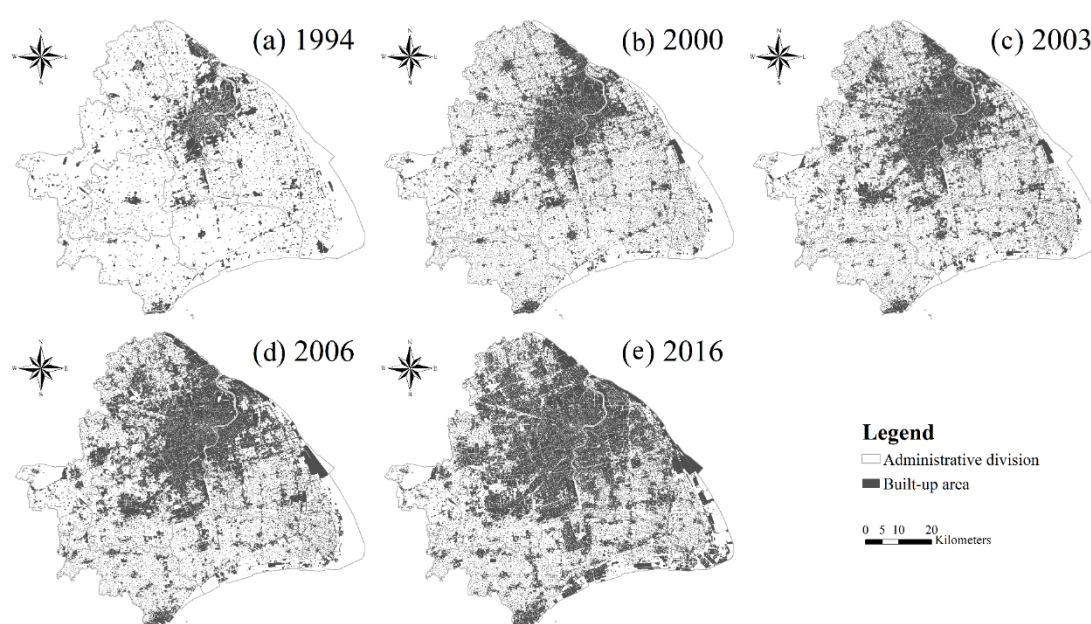 (a) 1994
(b) 2000
(c) 2003
N
W E
N
N
W E
N
N
W E
N
(d) 2006
(e) 2016
N
W E
N
N
W E
N
Legend
Administrative division
Built-up area
0 5 10 20
Kilometers